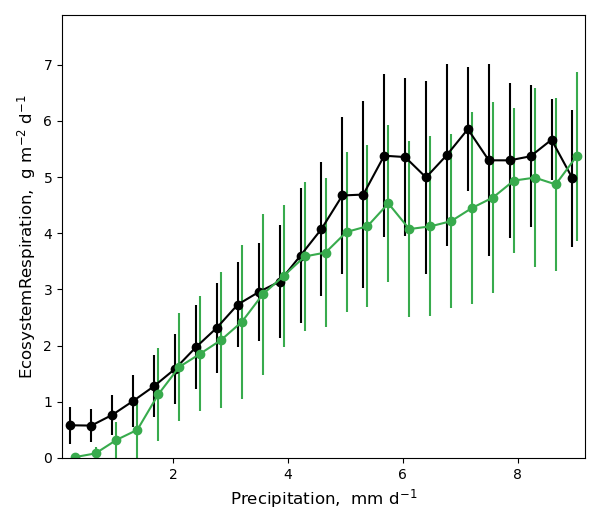 7
6
5
4
3
2
1
0
EcosystemRespiration,  g m⁻² d⁻¹
2 4 6 8
Precipitation,  mm d⁻¹